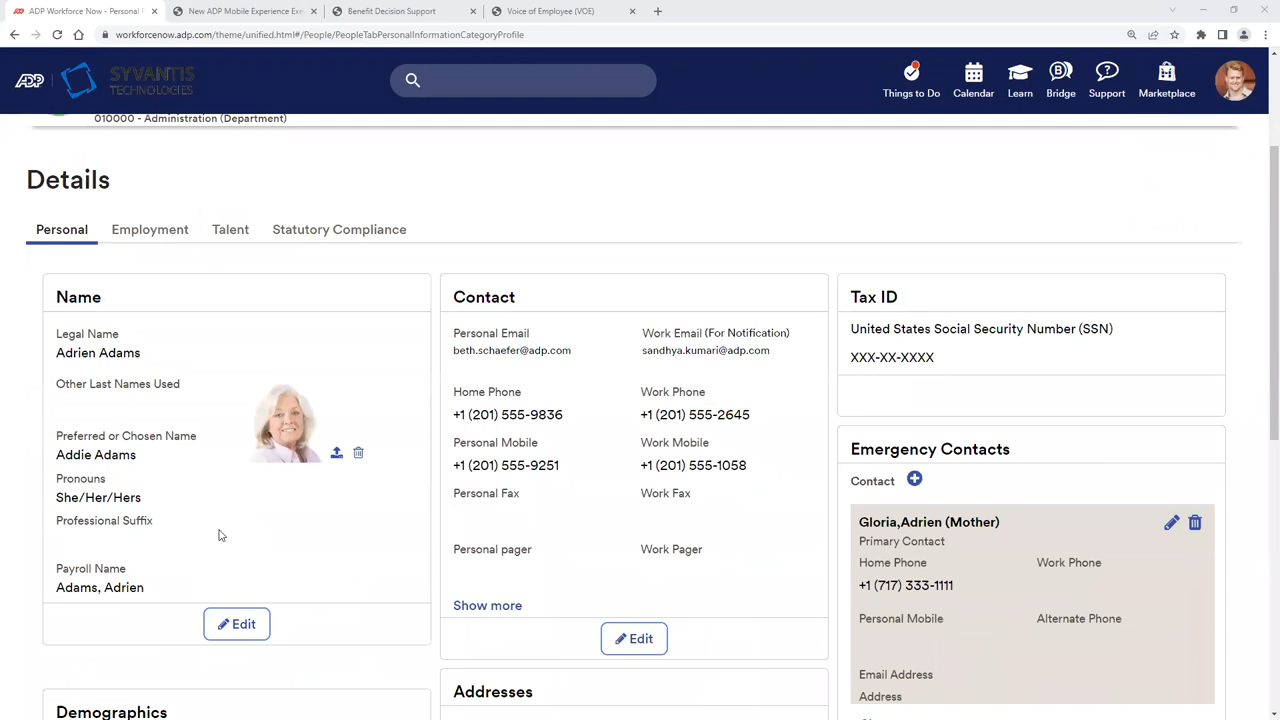 ADP Workforce Now - Personal P
New ADP Mobile Experience Exe
Benefit Decision Support
Voice of Employee (VOE)
workforcenow.adp.com/theme/unified.html#/People/PeopleTabPersonalInformationCategoryProfile
ADP
SYVANTIS
TECHNOLOGIES
Things to Do
Calendar
Learn
Bridge
Support
Marketplace
010000 - Administration (Department)
Details
Personal
Employment
Talent
Statutory Compliance
Name
Legal Name
Adrien Adams
Other Last Names Used
Preferred or Chosen Name
Addie Adams
Pronouns
She/Her/Hers
Professional Suffix
Payroll Name
Adams, Adrien
Edit
Demographics
Contact
Personal Email
Work Email (For Notification)
beth.schaefer@adp.com
sandhya.kumari@adp.com
Home Phone
Work Phone
+1 (201) 555-9836
+1 (201) 555-2645
Personal Mobile
Work Mobile
+1 (201) 555-9251
+1 (201) 555-1058
Personal Fax
Work Fax
Personal pager
Work Pager
Show more
Edit
Addresses
Tax ID
United States Social Security Number (SSN)
XXX-XX-XXXX
Emergency Contacts
Contact
Gloria,Adrien (Mother)
Primary Contact
Home Phone
Work Phone
+1 (717) 333-1111
Personal Mobile
Alternate Phone
Email Address
Address